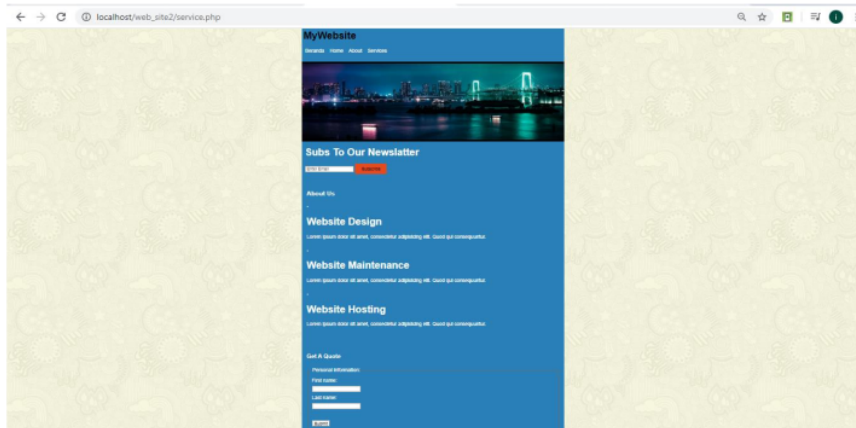 localhost/web_site2/service.php
MyWebsite
Beranda Home About Services
Subs To Our Newslatter
Enter Email Subscribe
About Us
Website Design
Lorem ipsum dolor sit amet, consectetur adipisicing elit. Quod qui consequuntur.
Website Maintenance
Lorem ipsum dolor sit amet, consectetur adipisicing elit. Quod qui consequuntur.
Website Hosting
Lorem ipsum dolor sit amet, consectetur adipisicing elit. Quod qui consequuntur.
Get A Quote
Personal information:
First name:
Last name:
Submit